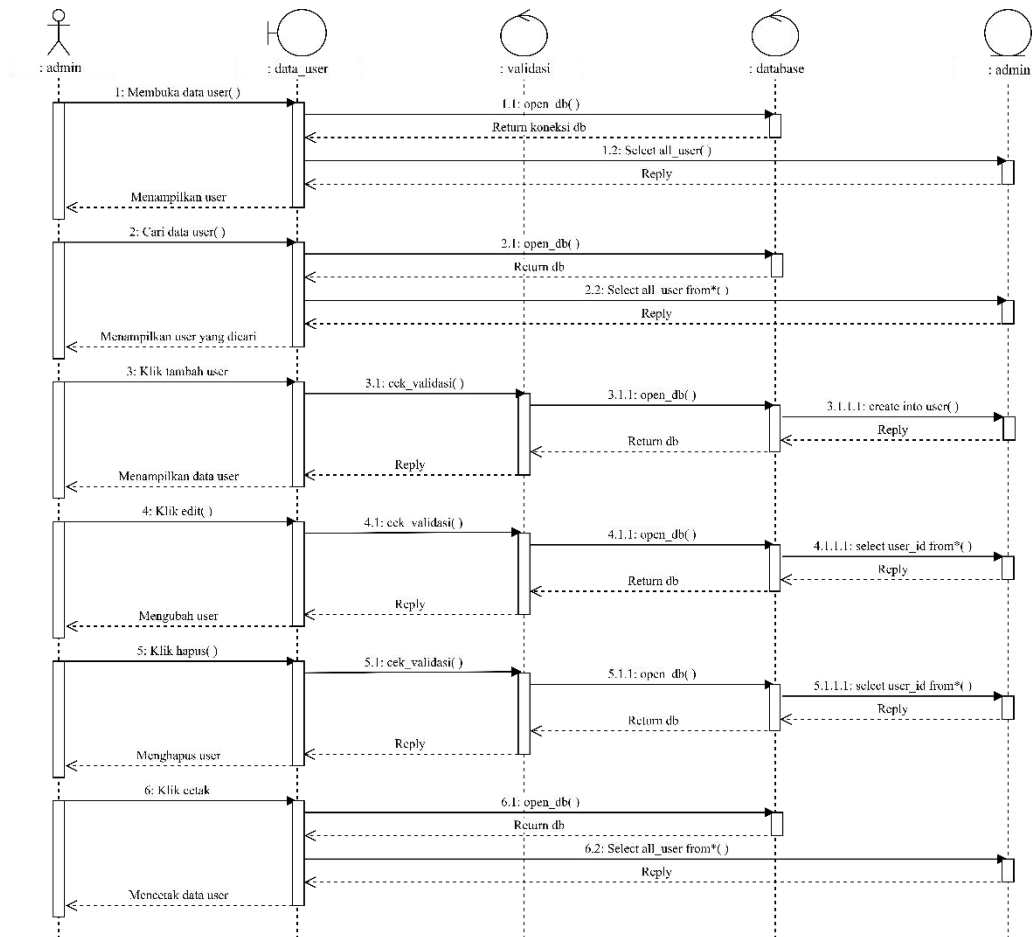 : admin
: data_user
: validasi
: database
: admin
1: Membuka data user( )
1.1: open_db( )
Return koneksi db
1.2: Select all_user( )
Reply
Menampilkan user
2: Cari data user( )
2.1: open_db( )
Return db
2.2: Select all_user from*( )
Reply
Menampilkan user yang dicari
3: Klik tambah user
3.1: cek_validasi( )
3.1.1: open_db( )
3.1.1.1: create into user( )
Reply
Return db
Reply
Menampilkan data user
4: Klik edit( )
4.1: cek_validasi( )
4.1.1: open_db( )
4.1.1.1: select user_id from*( )
Reply
Return db
Reply
Mengubah user
5: Klik hapus( )
5.1: cek_validasi( )
5.1.1: open_db( )
5.1.1.1: select user_id from*( )
Reply
Return db
Reply
Menghapus user
6: Klik cetak
6.1: open_db( )
Return db
6.2: Select all_user from*( )
Reply
Mencetak data user